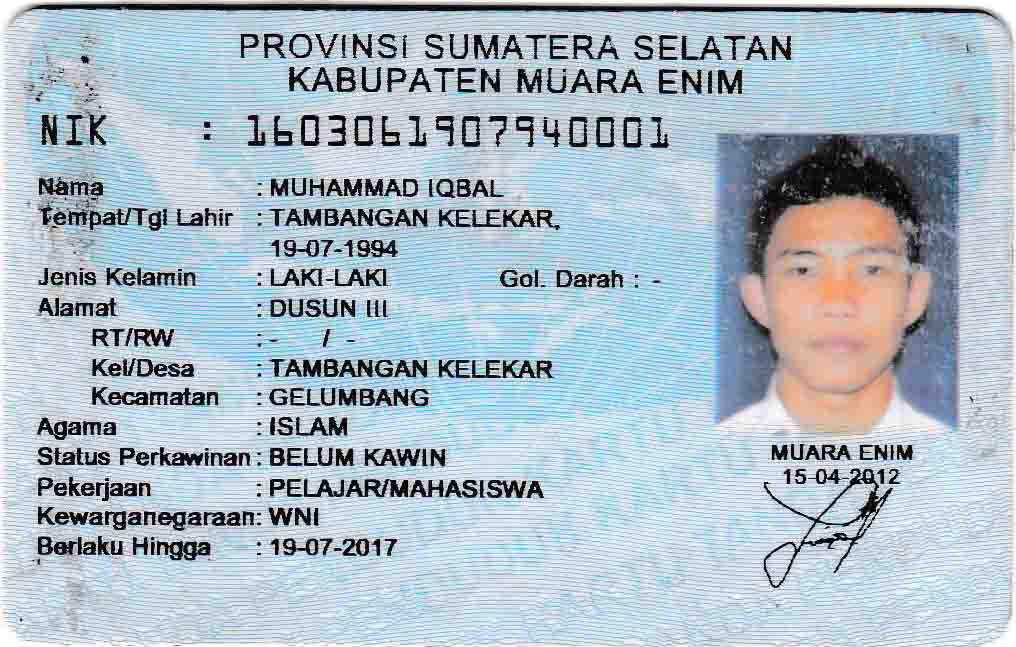 PROVINSI SUMATERA SELATAN
KABUPATEN MUARA ENIM
NIK : 1603061907940001
Nama : MUHAMMAD IQBAL
Tempat/Tgl Lahir : TAMBANGAN KELEKAR,
19-07-1994
Jenis Kelamin : LAKI-LAKI Gol. Darah : -
Alamat : DUSUN III
RT/RW : - / -
Kel/Desa : TAMBANGAN KELEKAR
Kecamatan : GELUMBANG
Agama : ISLAM
Status Perkawinan : BELUM KAWIN
Pekerjaan : PELAJAR/MAHASISWA
Kewarganegaraan: WNI
Berlaku Hingga : 19-07-2017
MUARA ENIM
15-04-2012